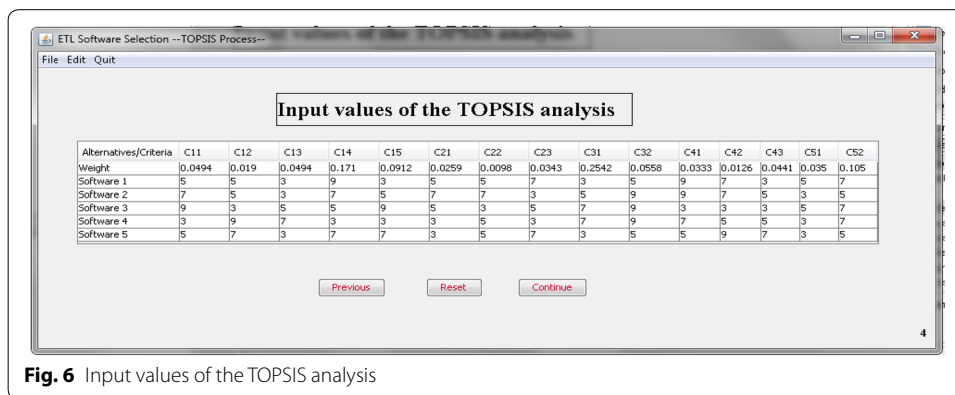 ETL Software Selection --TOPSIS Process--
File Edit Quit
Input values of the TOPSIS analysis
Alternatives/Criteria C11 C12 C13 C14 C15 C21 C22 C23 C31 C32 C41 C42 C43 C51 C52
Weight 0.0494 0.019 0.0494 0.171 0.0912 0.0259 0.0098 0.0343 0.2542 0.0558 0.0333 0.0126 0.0441 0.035 0.105
Software 1 5 5 3 9 3 5 5 7 3 5 9 7 3 5 7
Software 2 7 5 3 7 5 7 7 3 5 9 9 7 5 3 5
Software 3 9 3 5 5 9 5 3 5 7 9 3 3 3 5 3
Software 4 3 9 7 3 3 3 5 3 7 9 7 5 5 3 7
Software 5 5 7 3 7 7 3 5 7 3 5 5 9 7 3 5
Previous Reset Continue
4
Fig. 6 Input values of the TOPSIS analysis